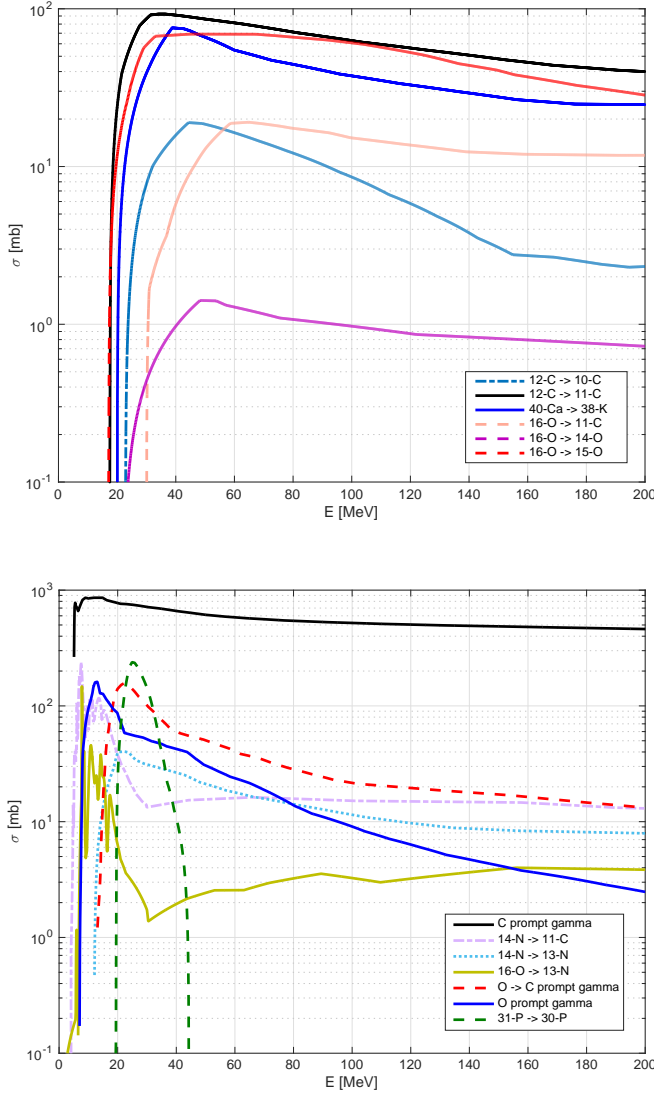 10²
10¹
10⁰
10⁻¹
σ [mb]
12-C -> 10-C
12-C -> 11-C
40-Ca -> 38-K
16-O -> 11-C
16-O -> 14-O
16-O -> 15-O
0 20 40 60 80 100 120 140 160 180 200
E [MeV]
10³
10²
10¹
10⁰
10⁻¹
σ [mb]
C prompt gamma
14-N -> 11-C
14-N -> 13-N
16-O -> 13-N
O -> C prompt gamma
O prompt gamma
31-P -> 30-P
0 20 40 60 80 100 120 140 160 180 200
E [MeV]